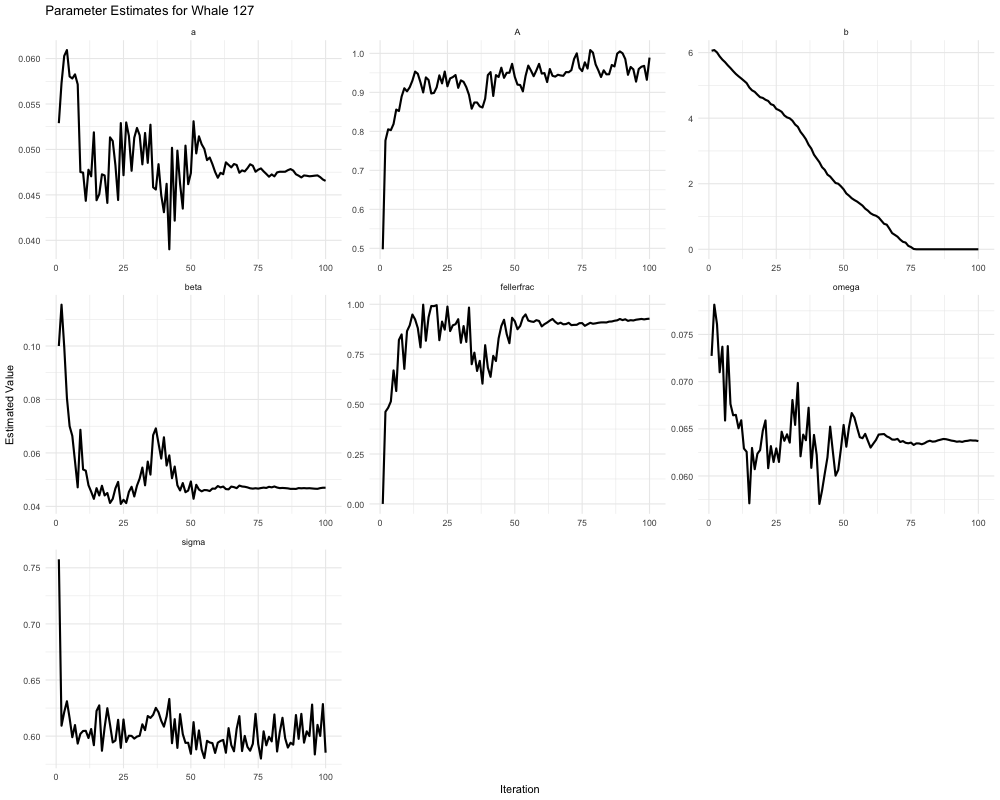 Parameter Estimates for Whale 127
a
A
b
0.060
0.055
0.050
0.045
0.040
1.0
0.9
0.8
0.7
0.6
0.5
6
4
2
0
0 25 50 75 100
0 25 50 75 100
0 25 50 75 100
beta
fellerfrac
omega
Estimated Value
0.10
0.08
0.06
0.04
1.00
0.75
0.50
0.25
0.00
0.075
0.070
0.065
0.060
0 25 50 75 100
0 25 50 75 100
0 25 50 75 100
sigma
0.75
0.70
0.65
0.60
0 25 50 75 100
Iteration